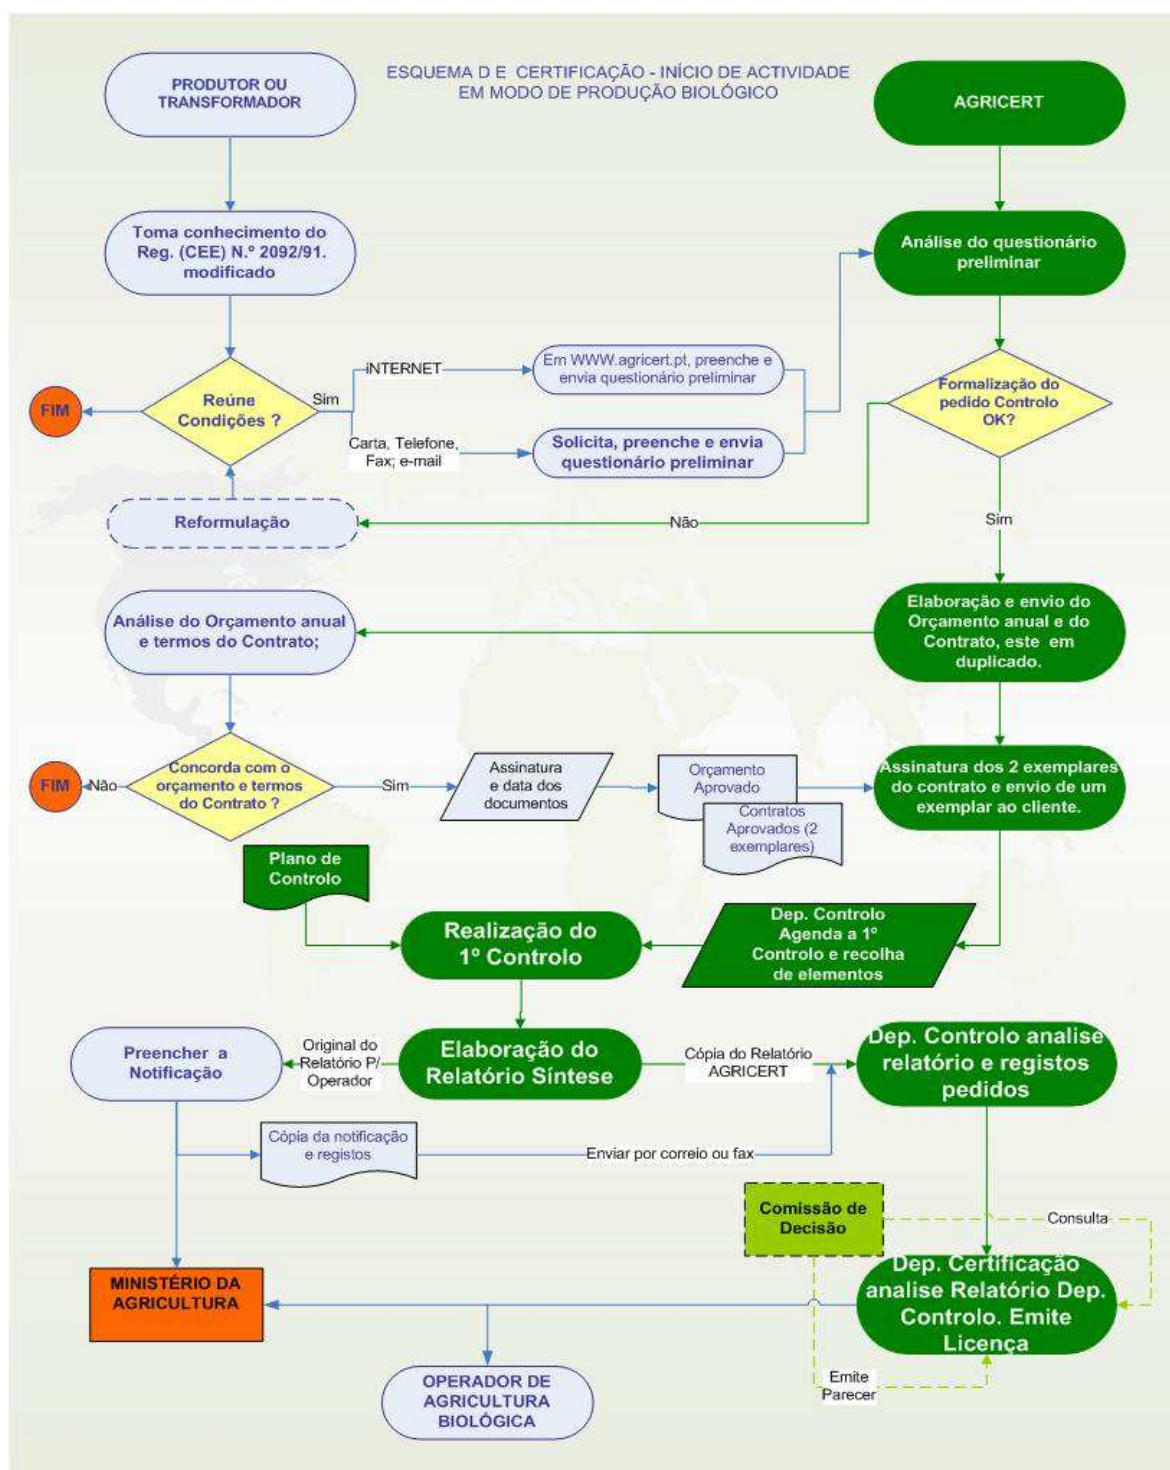 ESQUEMA D E CERTIFICAÇÃO - INÍCIO DE ACTIVIDADE
EM MODO DE PRODUÇÃO BIOLÓGICO
PRODUTOR OU
TRANSFORMADOR
AGRICERT
Toma conhecimento do
Reg. (CEE) N.º 2092/91.
modificado
Análise do questionário
preliminar
iNTERNET
Em WWW.agricert.pt, preenche e
envia questionário preliminar
FIM
Reúne
Condições ?
Sim
Formalização do
pedido Controlo
OK?
Carta, Telefone,
Fax; e-mail
Solicita, preenche e envia
questionário preliminar
Reformulação
Não
Sim
Análise do Orçamento anual
e termos do Contrato;
Elaboração e envio do
Orçamento anual e do
Contrato, este em
duplicado.
FIM
Não
Concorda com o
orçamento e termos
do Contrato ?
Sim
Assinatura
e data dos
documentos
Orçamento
Aprovado
Contratos
Aprovados (2
exemplares)
Assinatura dos 2 exemplares
do contrato e envio de um
exemplar ao cliente.
Plano de
Controlo
Realização do
1º Controlo
Dep. Controlo
Agenda a 1º
Controlo e recolha
de elementos
Preencher a
Notificação
Original do
Relatório P/
Operador
Elaboração do
Relatório Síntese
Cópia do Relatório
AGRICERT
Dep. Controlo analise
relatório e registos
pedidos
Cópia da notificação
e registos
Enviar por correio ou fax
Comissão de
Decisão
Consulta
MINISTÉRIO DA
AGRICULTURA
Dep. Certificação
analise Relatório Dep.
Controlo. Emite
Licença
OPERADOR DE
AGRICULTURA
BIOLÓGICA
Emite
Parecer